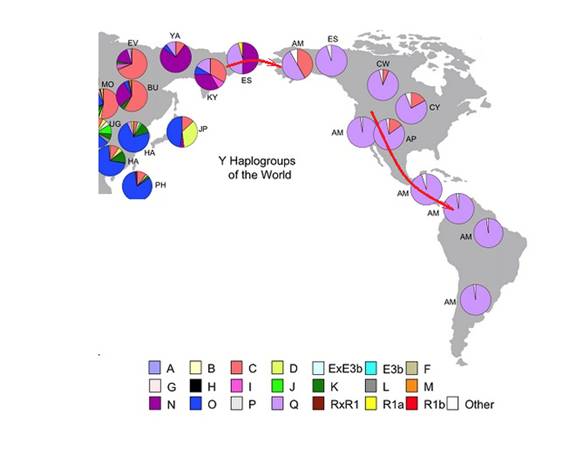 YA
ES
EV
AM
ES
CW
MO
BU
KY
CY
UG
JP
AM
AP
HA
HA
Y Haplogroups
of the World
PH
AM
AM
AM
AM
A B C D ExE3b E3b F
G H I J K L M
N O P Q RxR1 R1a R1b Other